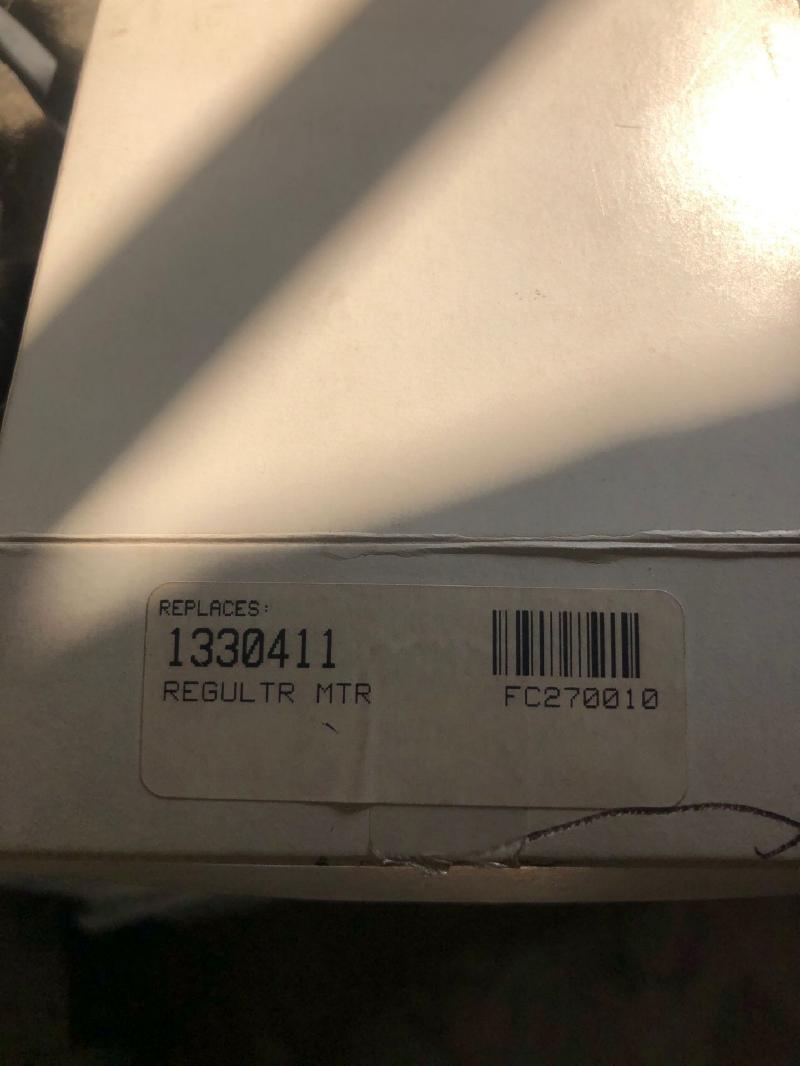 REPLACES:
1330411
REGULTR MTR
FC270010